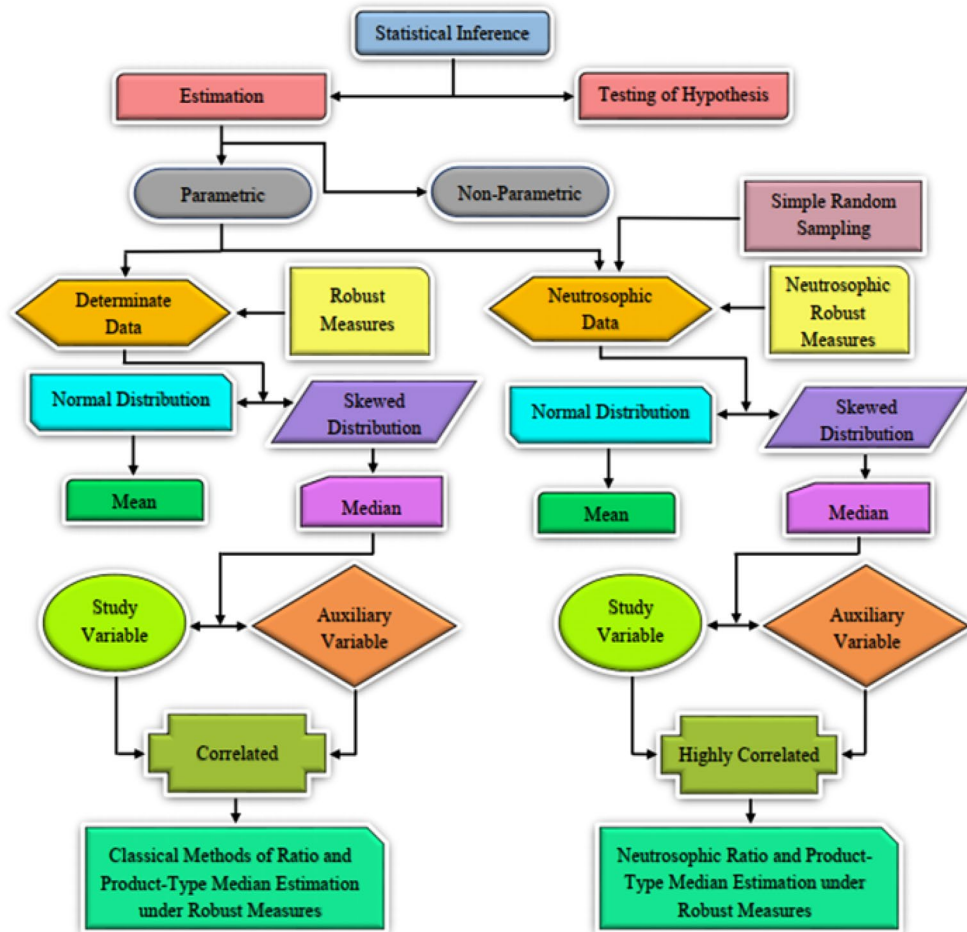 Statistical Inference
Estimation
Testing of Hypothesis
Parametric
Non-Parametric
Simple Random
Sampling
Determinate
Data
Robust
Measures
Neutrosophic
Data
Neutrosophic
Robust
Measures
Normal Distribution
Skewed
Distribution
Normal Distribution
Skewed
Distribution
Mean
Median
Mean
Median
Study
Variable
Auxiliary
Variable
Study
Variable
Auxiliary
Variable
Correlated
Highly Correlated
Classical Methods of Ratio and
Product-Type Median Estimation
under Robust Measures
Neutrosophic Ratio and Product-
Type Median Estimation under
Robust Measures